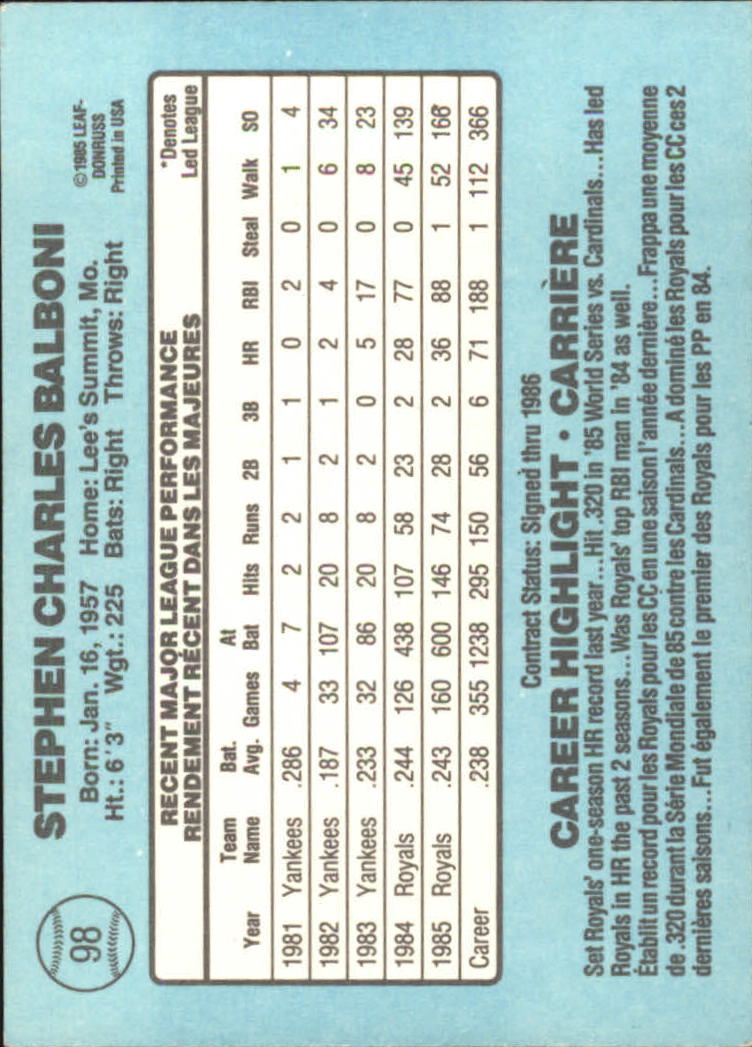 98
STEPHEN CHARLES BALBONI
Born: Jan. 16, 1957 Home: Lee's Summit, Mo.
Ht.: 6'3" Wgt.: 225 Bats: Right Throws: Right
© 1985 LEAF-
DONRUSS
Printed in USA
RECENT MAJOR LEAGUE PERFORMANCE
RENDEMENT RÉCENT DANS LES MAJEURES
*Denotes
Led League
Year Team Name Bat. Avg. Games At Bat Hits Runs 2B 3B HR RBI Steal Walk SO
1981 Yankees .286 4 7 2 2 1 1 0 2 0 1 4
1982 Yankees .187 33 107 20 8 2 1 2 4 0 6 34
1983 Yankees .233 32 86 20 8 2 0 5 17 0 8 23
1984 Royals .244 126 438 107 58 23 2 28 77 0 45 139
1985 Royals .243 160 600 146 74 28 2 36 88 1 52 166*
Career .238 355 1238 295 150 56 6 71 188 1 112 366
Contract Status: Signed thru 1986
CAREER HIGHLIGHT • CARRIÈRE
Set Royals' one-season HR record last year...Hit .320 in '85 World Series vs. Cardinals...Has led
Royals in HR the past 2 seasons...Was Royals' top RBI man in '84 as well.
Établit un record pour les Royals pour les CC en une saison l'année dernière...Frappa une moyenne
de .320 durant la Série Mondiale de 85 contre les Cardinals...A dominé les Royals pour les CC ces 2
dernières saisons...Fut également le premier des Royals pour les PP en 84.